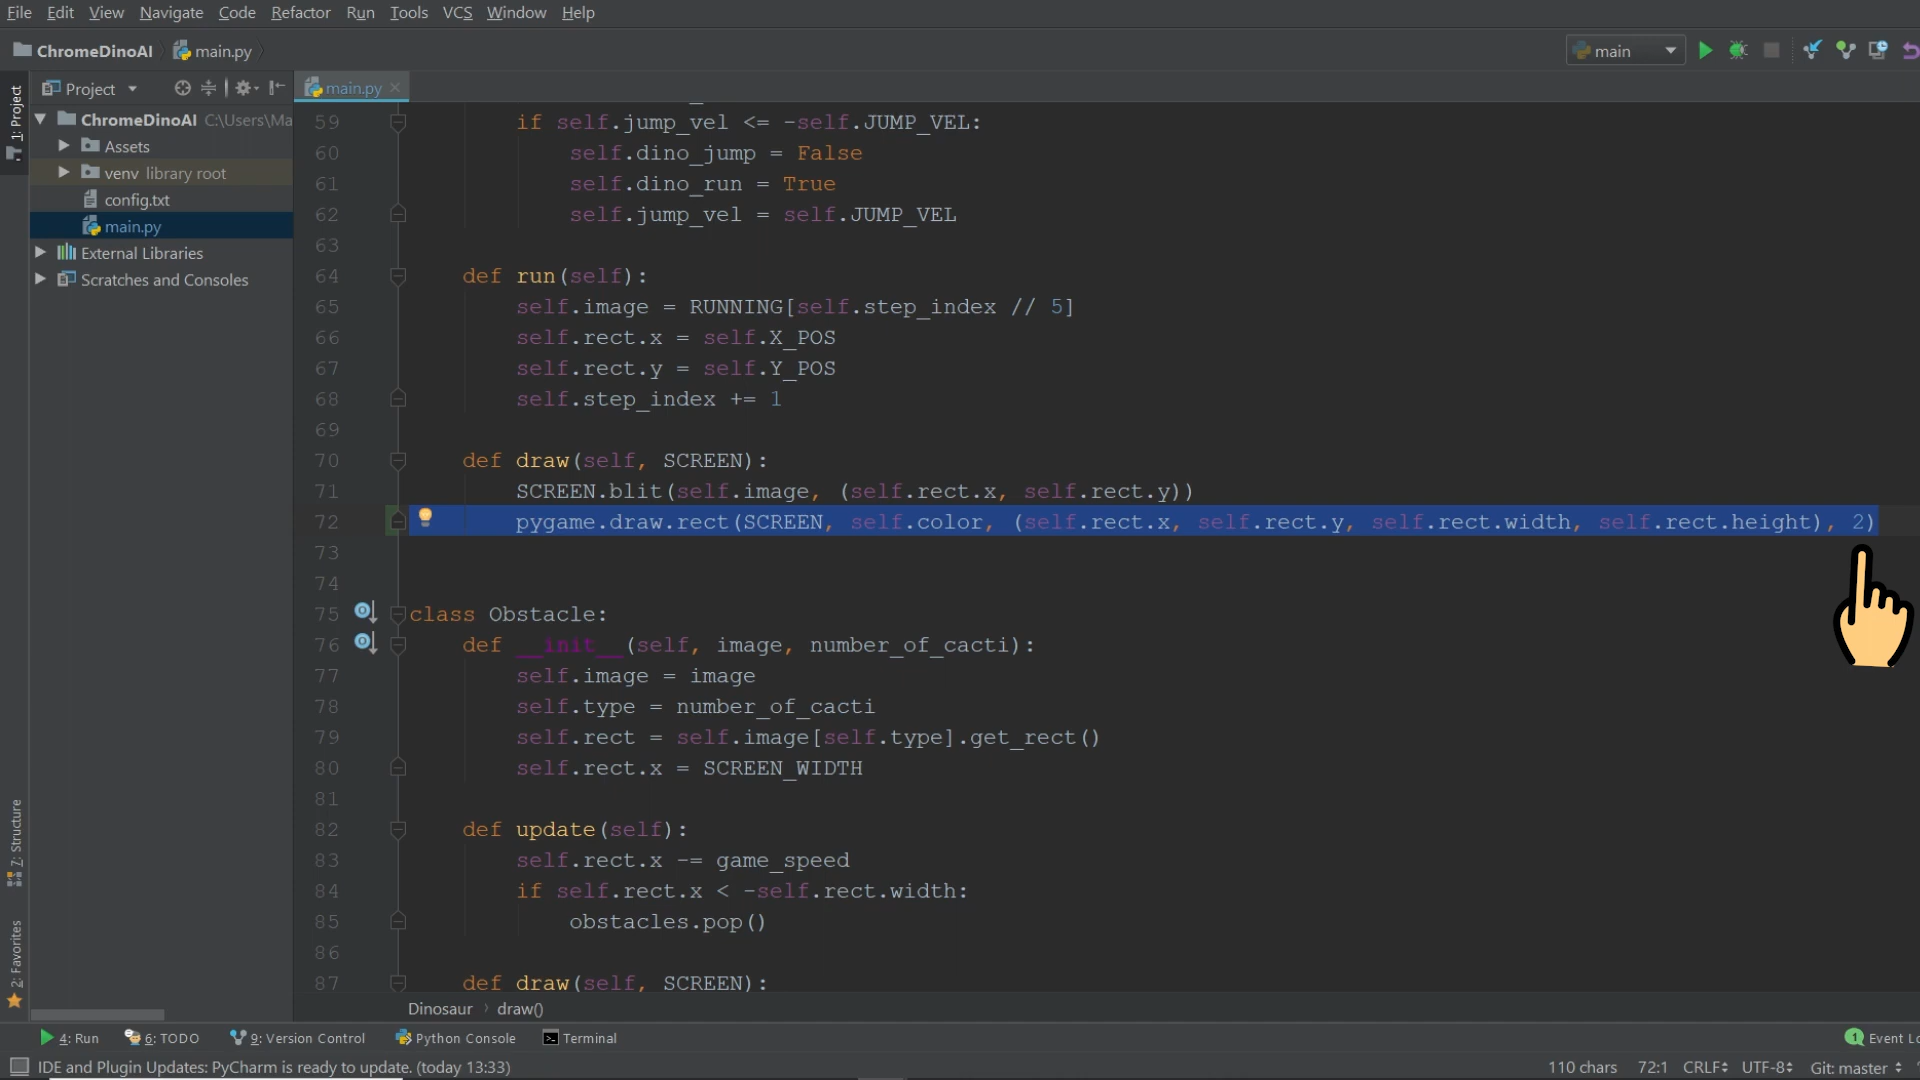 File Edit View Navigate Code Refactor Run Tools VCS Window Help
ChromeDinoAI main.py
main
1: Project
Project
main.py
ChromeDinoAI C:\Users\Ma
Assets
venv library root
config.txt
main.py
External Libraries
Scratches and Consoles
59 if self.jump_vel <= -self.JUMP_VEL:
60 self.dino_jump = False
61 self.dino_run = True
62 self.jump_vel = self.JUMP_VEL
63
64 def run(self):
65 self.image = RUNNING[self.step_index // 5]
66 self.rect.x = self.X_POS
67 self.rect.y = self.Y_POS
68 self.step_index += 1
69
70 def draw(self, SCREEN):
71 SCREEN.blit(self.image, (self.rect.x, self.rect.y))
72 pygame.draw.rect(SCREEN, self.color, (self.rect.x, self.rect.y, self.rect.width, self.rect.height), 2)
73
74
75 class Obstacle:
76 def __init__(self, image, number_of_cacti):
77 self.image = image
78 self.type = number_of_cacti
79 self.rect = self.image[self.type].get_rect()
80 self.rect.x = SCREEN_WIDTH
81
82 def update(self):
83 self.rect.x -= game_speed
84 if self.rect.x < -self.rect.width:
85 obstacles.pop()
86
87 def draw(self, SCREEN):
7: Structure
2: Favorites
Dinosaur draw()
4: Run 6: TODO 9: Version Control Python Console Terminal 1 Event Lo
IDE and Plugin Updates: PyCharm is ready to update. (today 13:33) 110 chars 72:1 CRLF UTF-8 Git: master